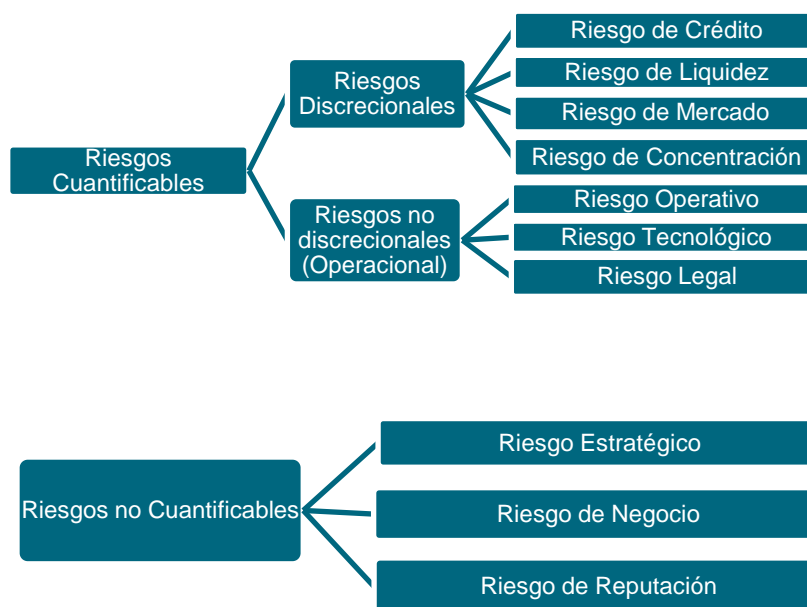 Riesgos
Cuantificables
Riesgos
Discrecionales
Riesgo de Crédito
Riesgo de Liquidez
Riesgo de Mercado
Riesgo de Concentración
Riesgos no
discrecionales
(Operacional)
Riesgo Operativo
Riesgo Tecnológico
Riesgo Legal
Riesgos no Cuantificables
Riesgo Estratégico
Riesgo de Negocio
Riesgo de Reputación